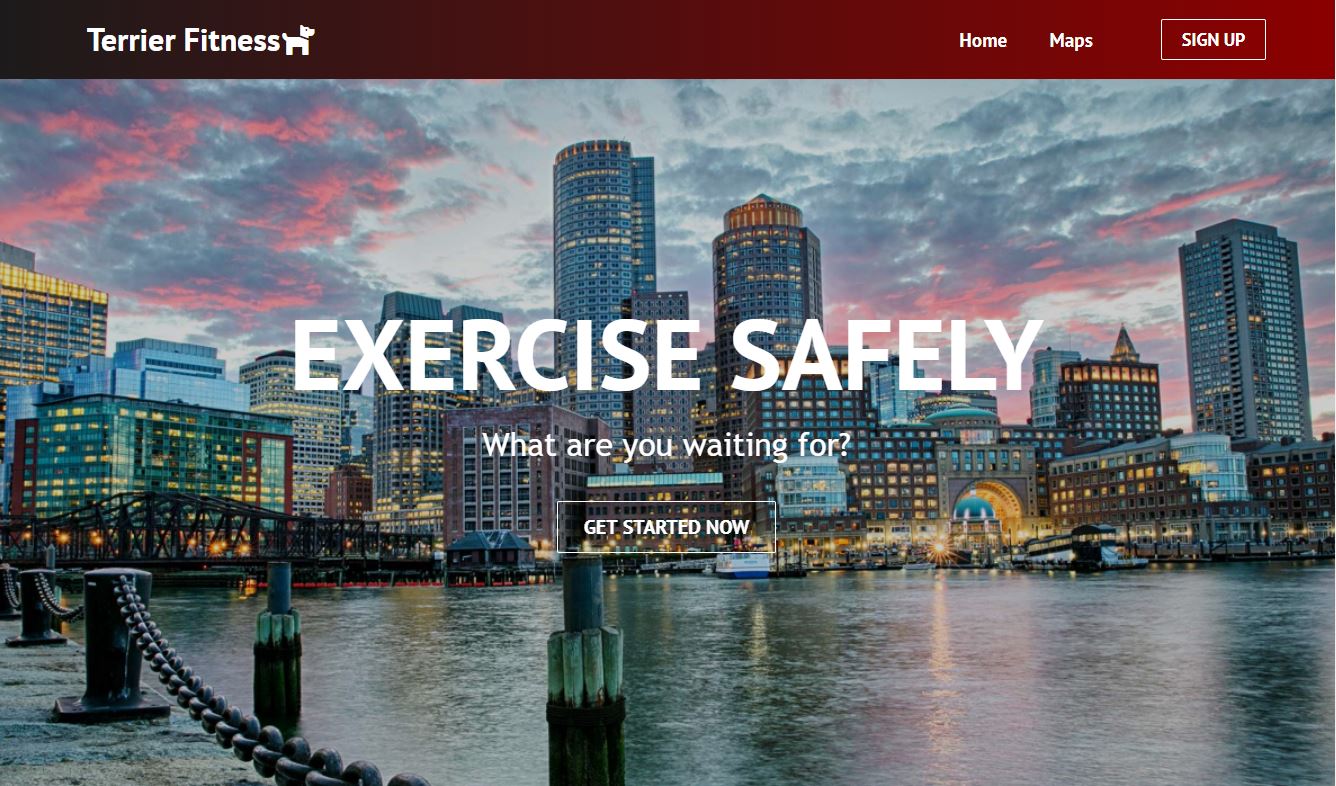 Terrier Fitness
Home
Maps
SIGN UP
EXERCISE SAFELY
What are you waiting for?
GET STARTED NOW